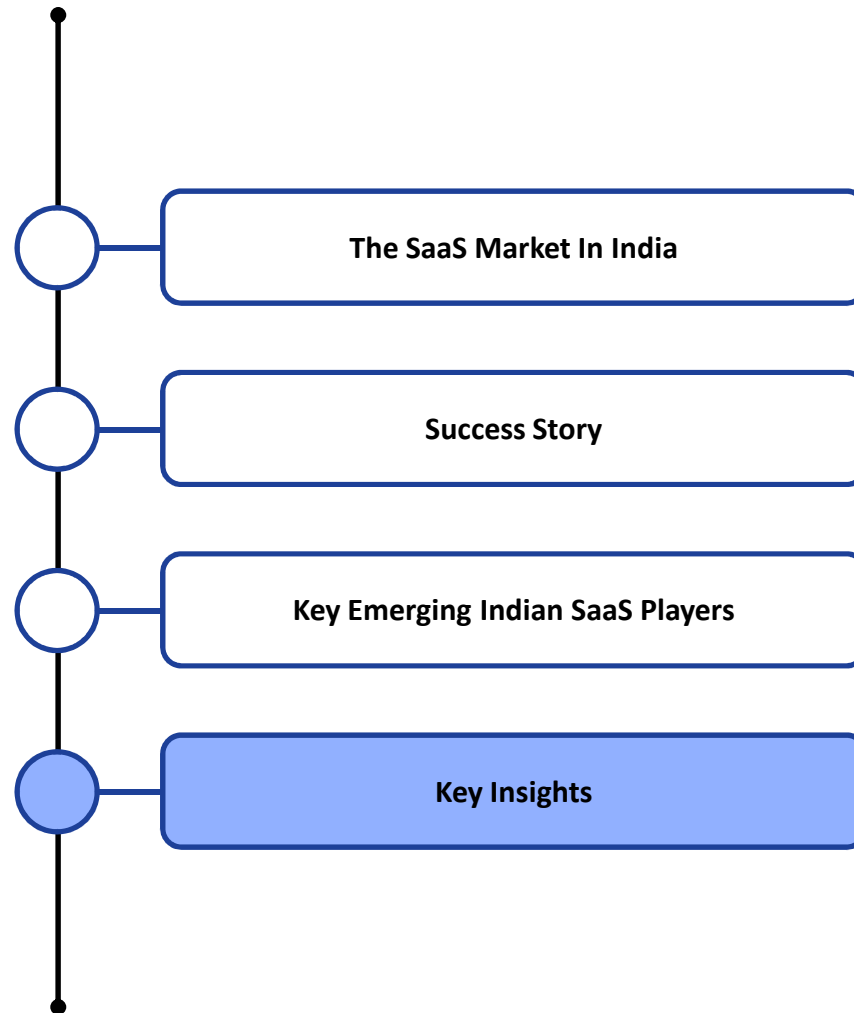 The SaaS Market In India
Success Story
Key Emerging Indian SaaS Players
Key Insights